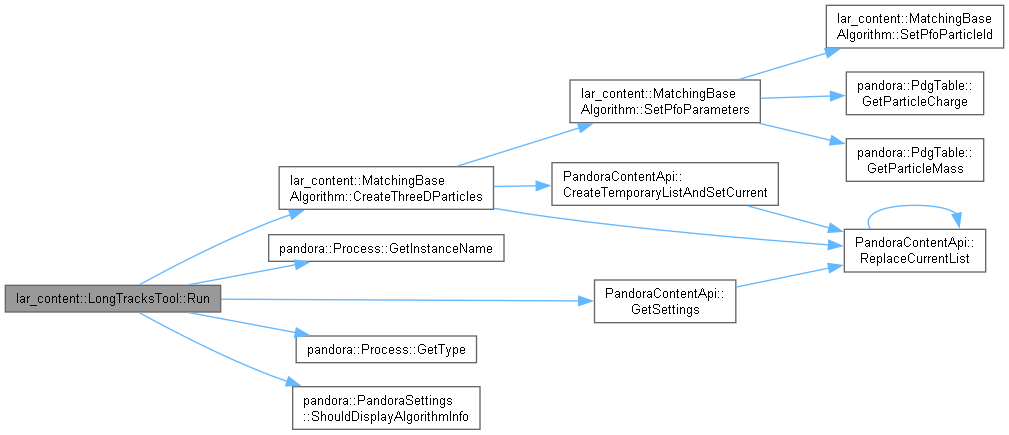 lar_content::MatchingBase
Algorithm::SetPfoParticleId
lar_content::MatchingBase
Algorithm::SetPfoParameters
pandora::PdgTable::
GetParticleCharge
pandora::PdgTable::
GetParticleMass
lar_content::MatchingBase
Algorithm::CreateThreeDParticles
PandoraContentApi::
CreateTemporaryListAndSetCurrent
pandora::Process::GetInstanceName
PandoraContentApi::
ReplaceCurrentList
lar_content::LongTracksTool::Run
PandoraContentApi::
GetSettings
pandora::Process::GetType
pandora::PandoraSettings
::ShouldDisplayAlgorithmInfo